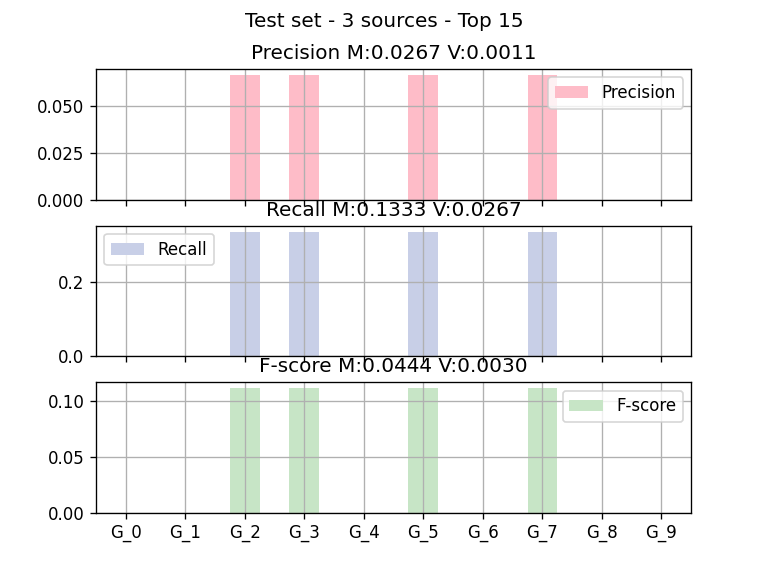 Test set - 3 sources - Top 15
Precision M:0.0267 V:0.0011
0.050
0.025
0.000
Precision
Recall M:0.1333 V:0.0267
0.2
0.0
Recall
F-score M:0.0444 V:0.0030
0.10
0.05
0.00
F-score
G_0 G_1 G_2 G_3 G_4 G_5 G_6 G_7 G_8 G_9